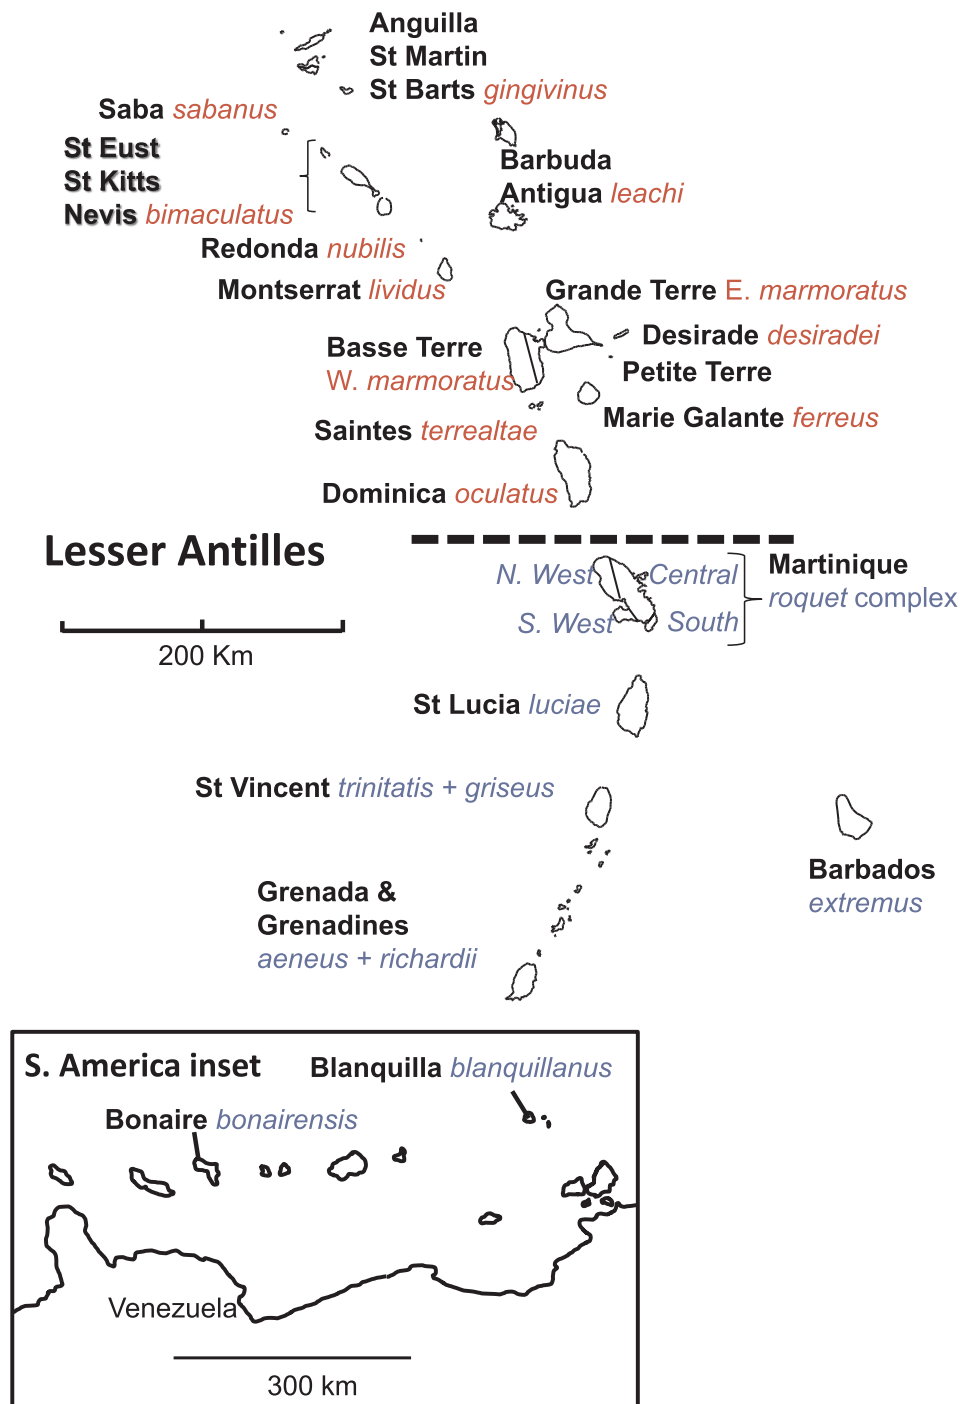 Anguilla
St Martin
St Barts gingivinus
Saba sabanus
St Eust
St Kitts
Nevis bimaculatus
Barbuda
Antigua leachi
Redonda nubilis
Montserrat lividus
Grande Terre E. marmoratus
Desirade desiradei
Basse Terre
W. marmoratus
Petite Terre
Marie Galante ferreus
Saintes terrealtae
Dominica oculatus
Lesser Antilles
200 Km
N. West
Central
S. West
South
Martinique
roquet complex
St Lucia luciae
St Vincent trinitatis + griseus
Barbados
extremus
Grenada &
Grenadines
aeneus + richardii
S. America inset
Blanquilla blanquillanus
Bonaire bonairensis
Venezuela
300 km